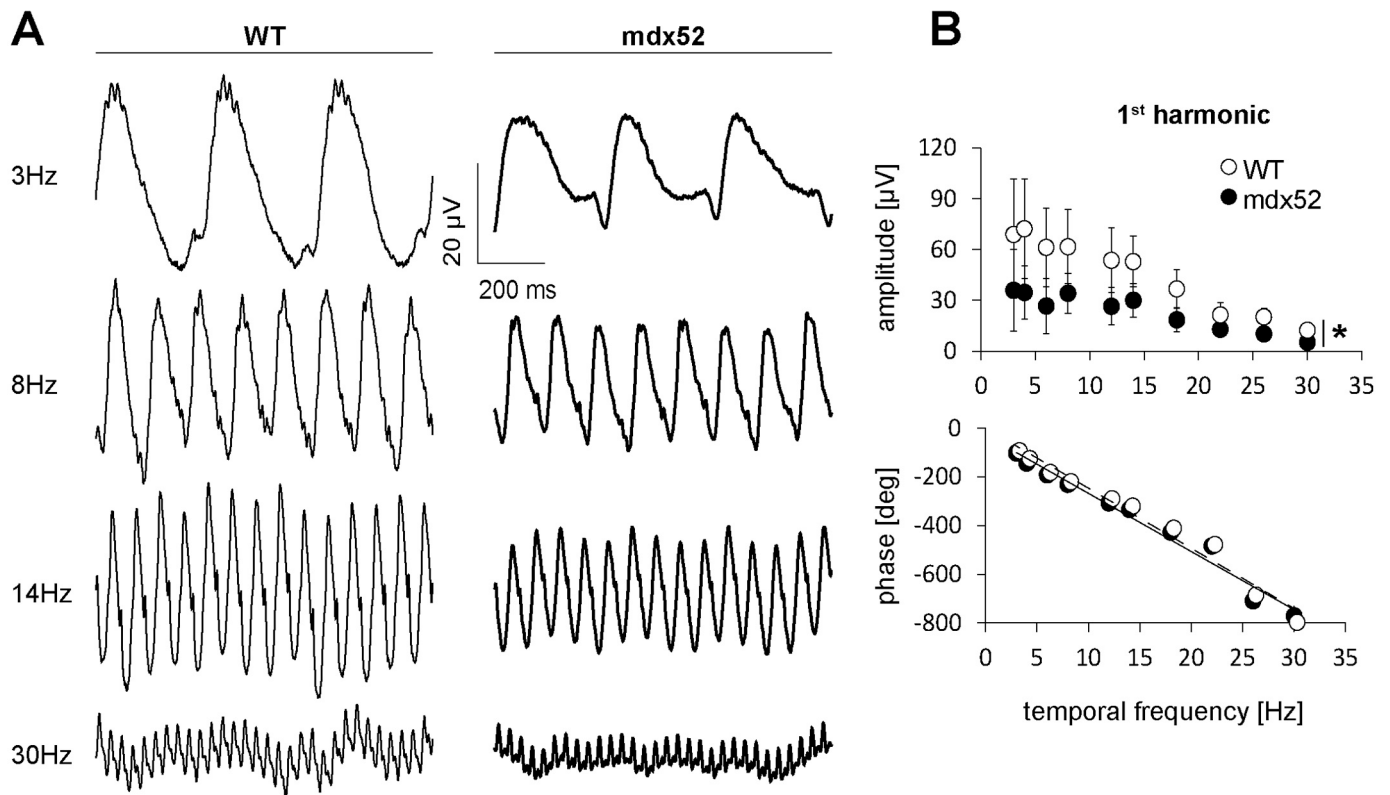 A
WT
mdx52
3Hz
20 µV
200 ms
8Hz
14Hz
30Hz
B
1st harmonic
WT
mdx52
amplitude [µV]
120
90
60
30
0
*
0 5 10 15 20 25 30 35
phase [deg]
0
-200
-400
-600
-800
0 5 10 15 20 25 30 35
temporal frequency [Hz]